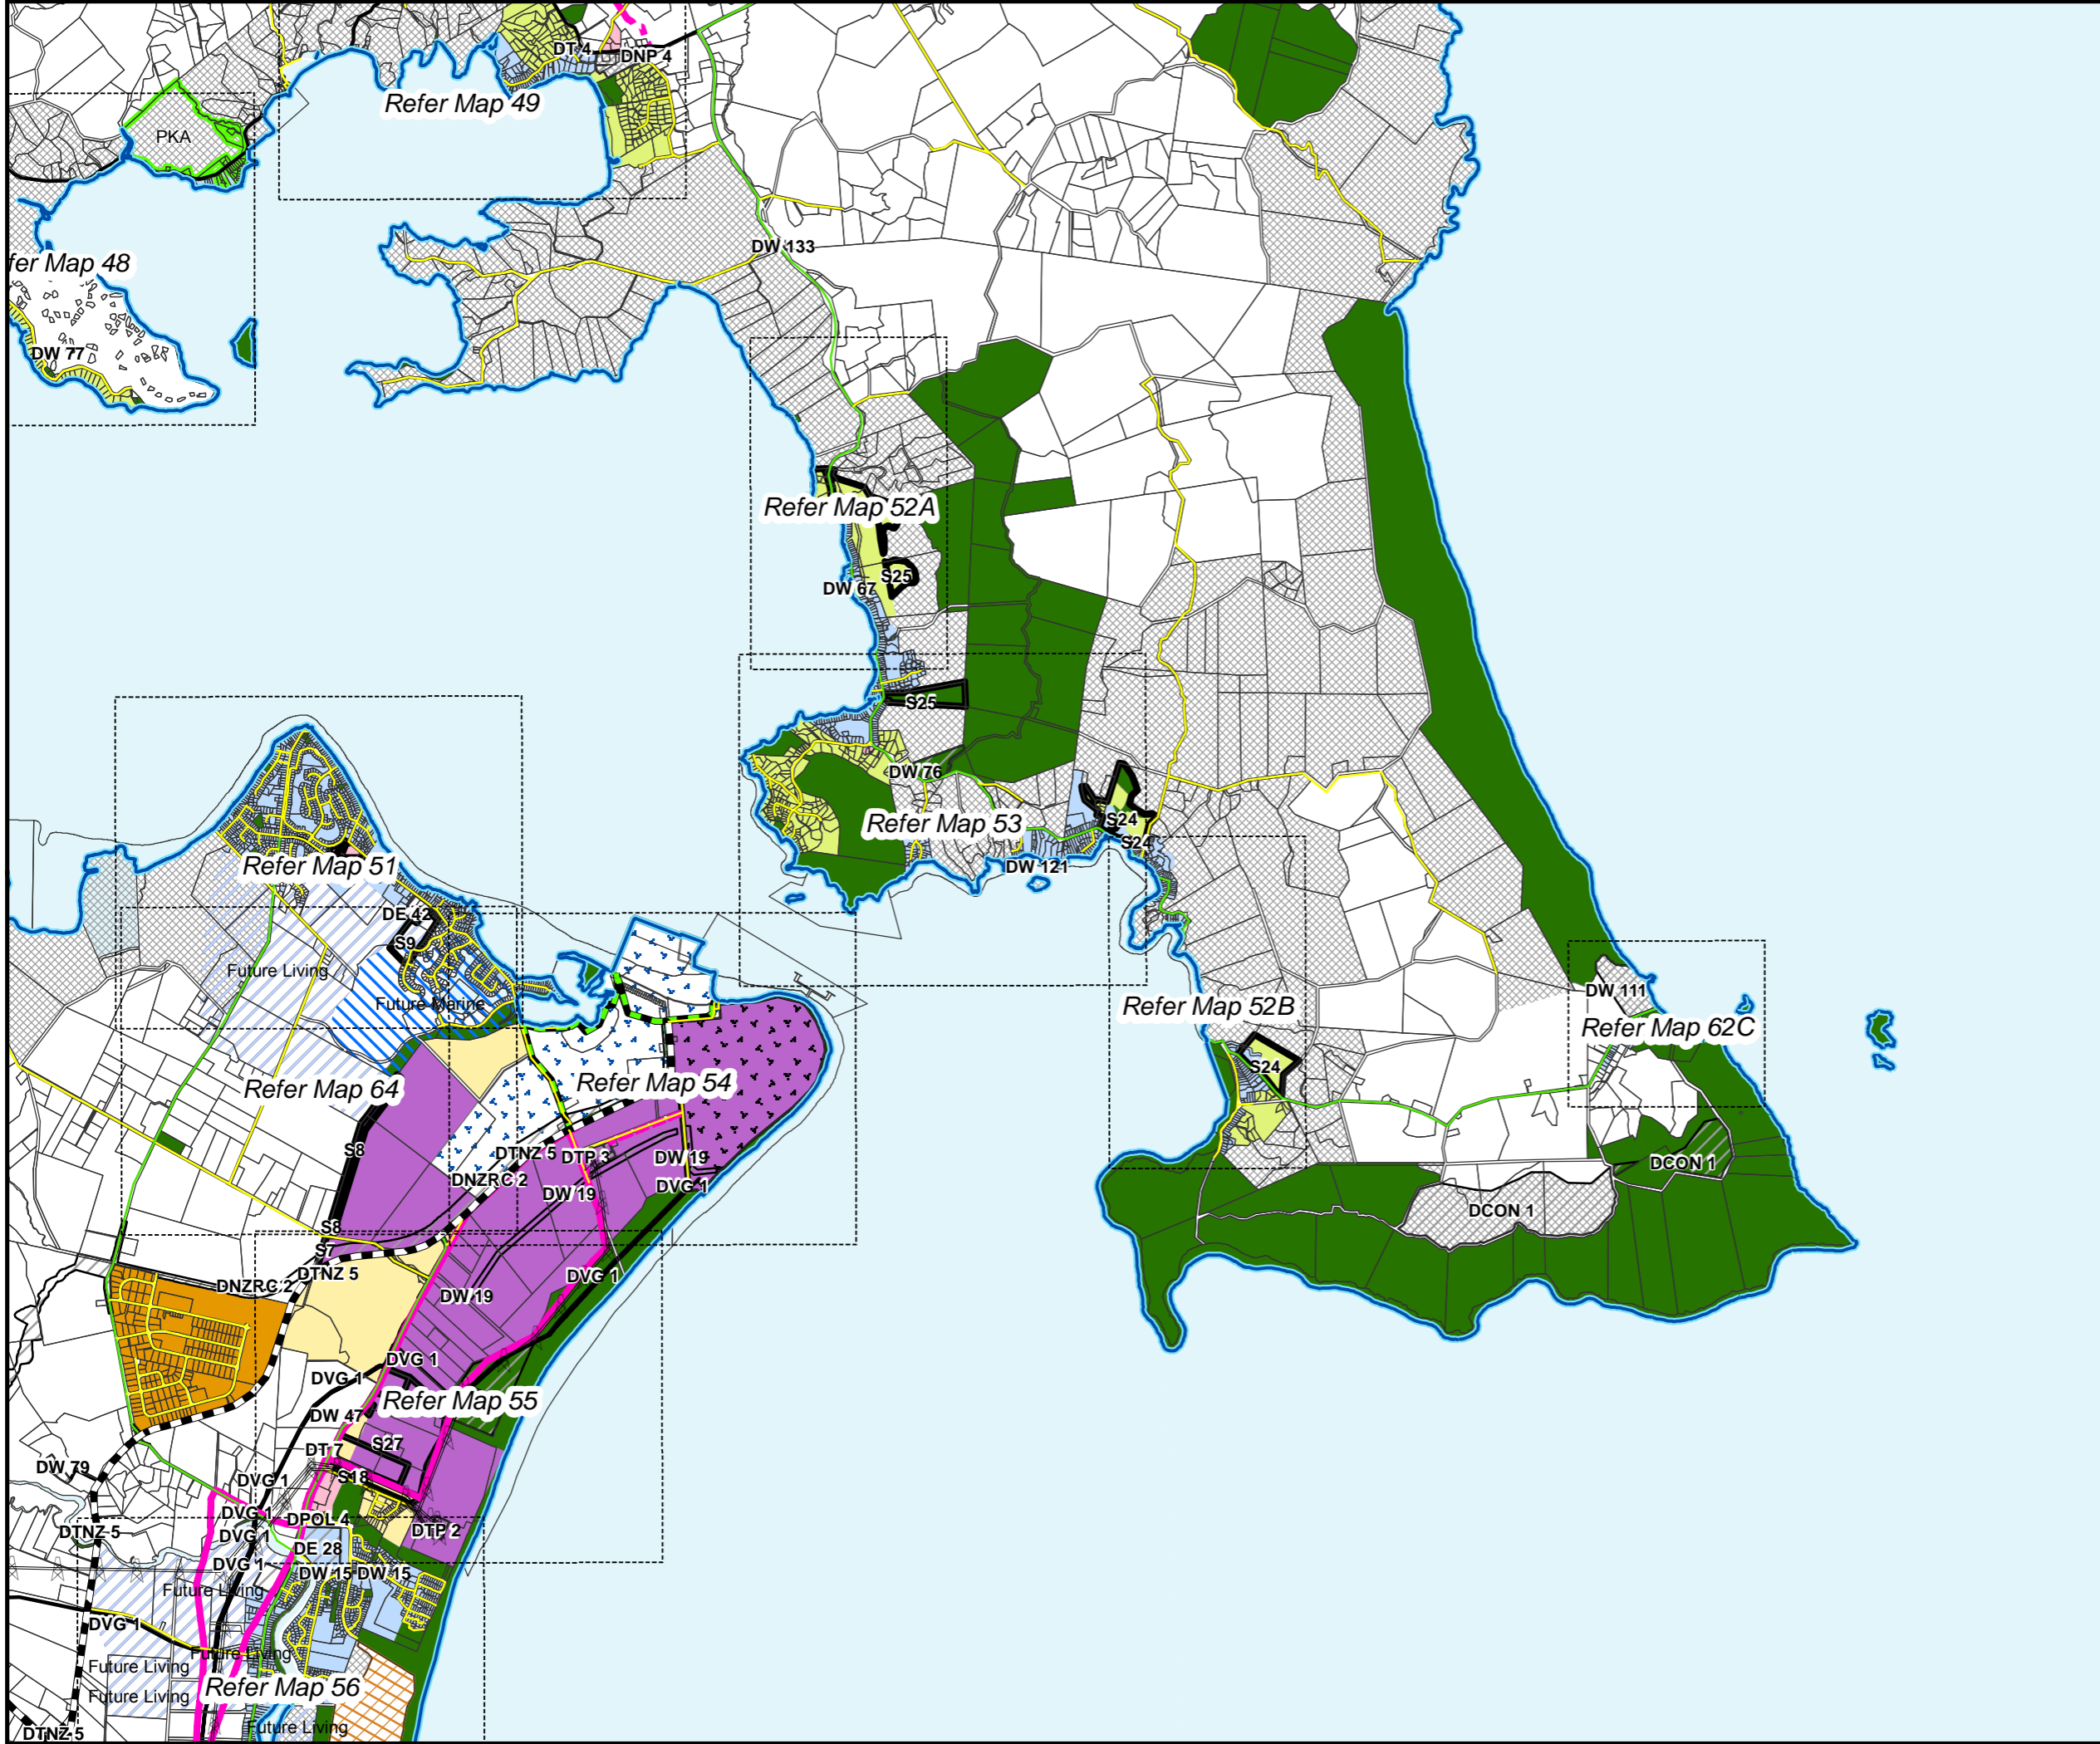 DT 4
DNP 4
Refer Map 49
PKA
DW 133
fer Map 48
DW 77
Refer Map 52A
S25
DW 67
S25
DW 76
Refer Map 53
S24
S24
DW 121
Refer Map 51
DE 42
S9
Future Living
Future Marine
DW 111
Refer Map 52B
Refer Map 62C
S24
Refer Map 64
Refer Map 54
S8
DTNZ 5
DTP 3
DW 19
DNZRC 2
DW 19
DVG 1
DCON 1
DCON 1
S8
S7
DTNZ 5
DVG 1
DNZRC 2
DW 19
DVG 1
DVG 1
Refer Map 55
DW 47
S27
DT 7
DW 79
DVG 1
S18
DVG 1
DPOL 4
DTNZ 5
DVG 1
DTP 2
DE 28
DVG 1
DW 15
DW 15
Future Living
DVG 1
Future Living
Future Living
Refer Map 56
Future Living
Future Living
DTNZ 5